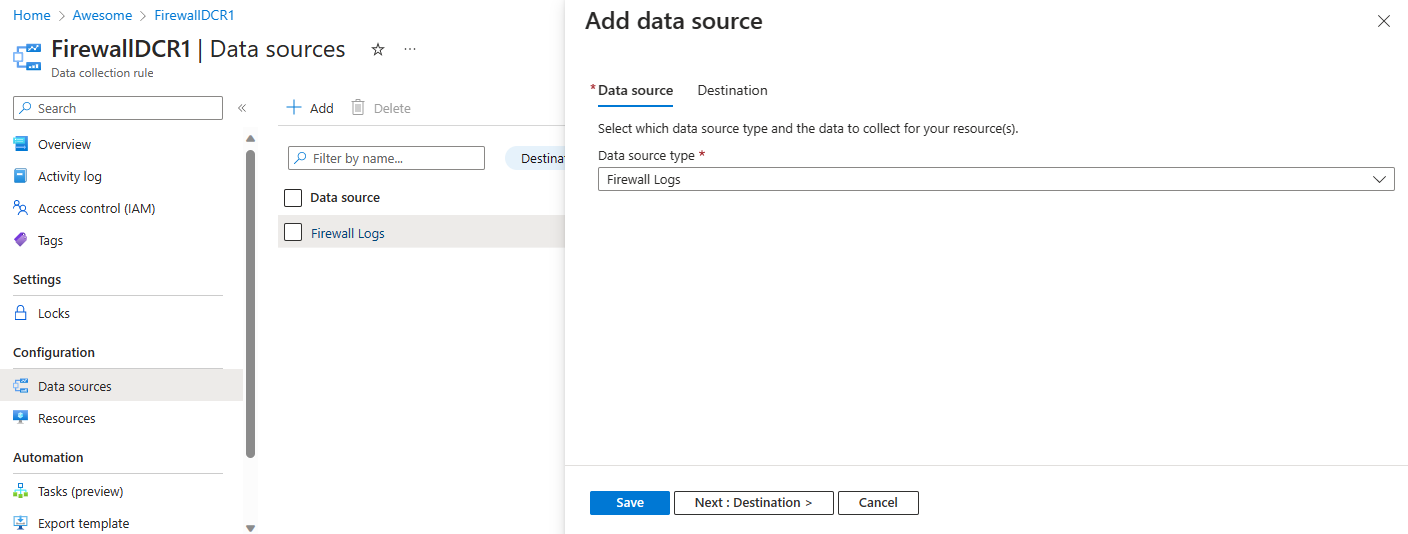 Home > Awesome > FirewallDCR1
FirewallDCR1 | Data sources
Data collection rule
Search
Overview
Activity log
Access control (IAM)
Tags
Settings
Locks
Configuration
Data sources
Resources
Automation
Tasks (preview)
Export template
Add Delete
Filter by name...
Destinat
Data source
Firewall Logs
Add data source
* Data source Destination
Select which data source type and the data to collect for your resource(s).
Data source type *
Firewall Logs
Save Next : Destination > Cancel